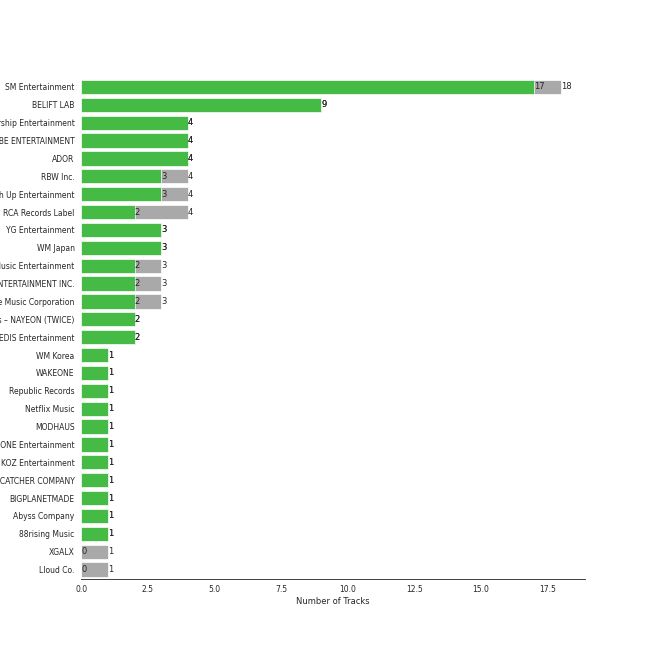 SM Entertainment 17 18
BELIFT LAB 9
rship Entertainment 4
BE ENTERTAINMENT 4
ADOR 4
RBW Inc. 3 4
h Up Entertainment 3 4
RCA Records Label 2 4
YG Entertainment 3
WM Japan 3
usic Entertainment 2 3
NTERTAINMENT INC. 2 3
e Music Corporation 2 3
s – NAYEON (TWICE) 2
EDIS Entertainment 2
WM Korea 1
WAKEONE 1
Republic Records 1
Netflix Music 1
MODHAUS 1
ONE Entertainment 1
KOZ Entertainment 1
CATCHER COMPANY 1
BIGPLANETMADE 1
Abyss Company 1
88rising Music 1
XGALX 0 1
Lloud Co. 0 1
0.0 2.5 5.0 7.5 10.0 12.5 15.0 17.5
Number of Tracks